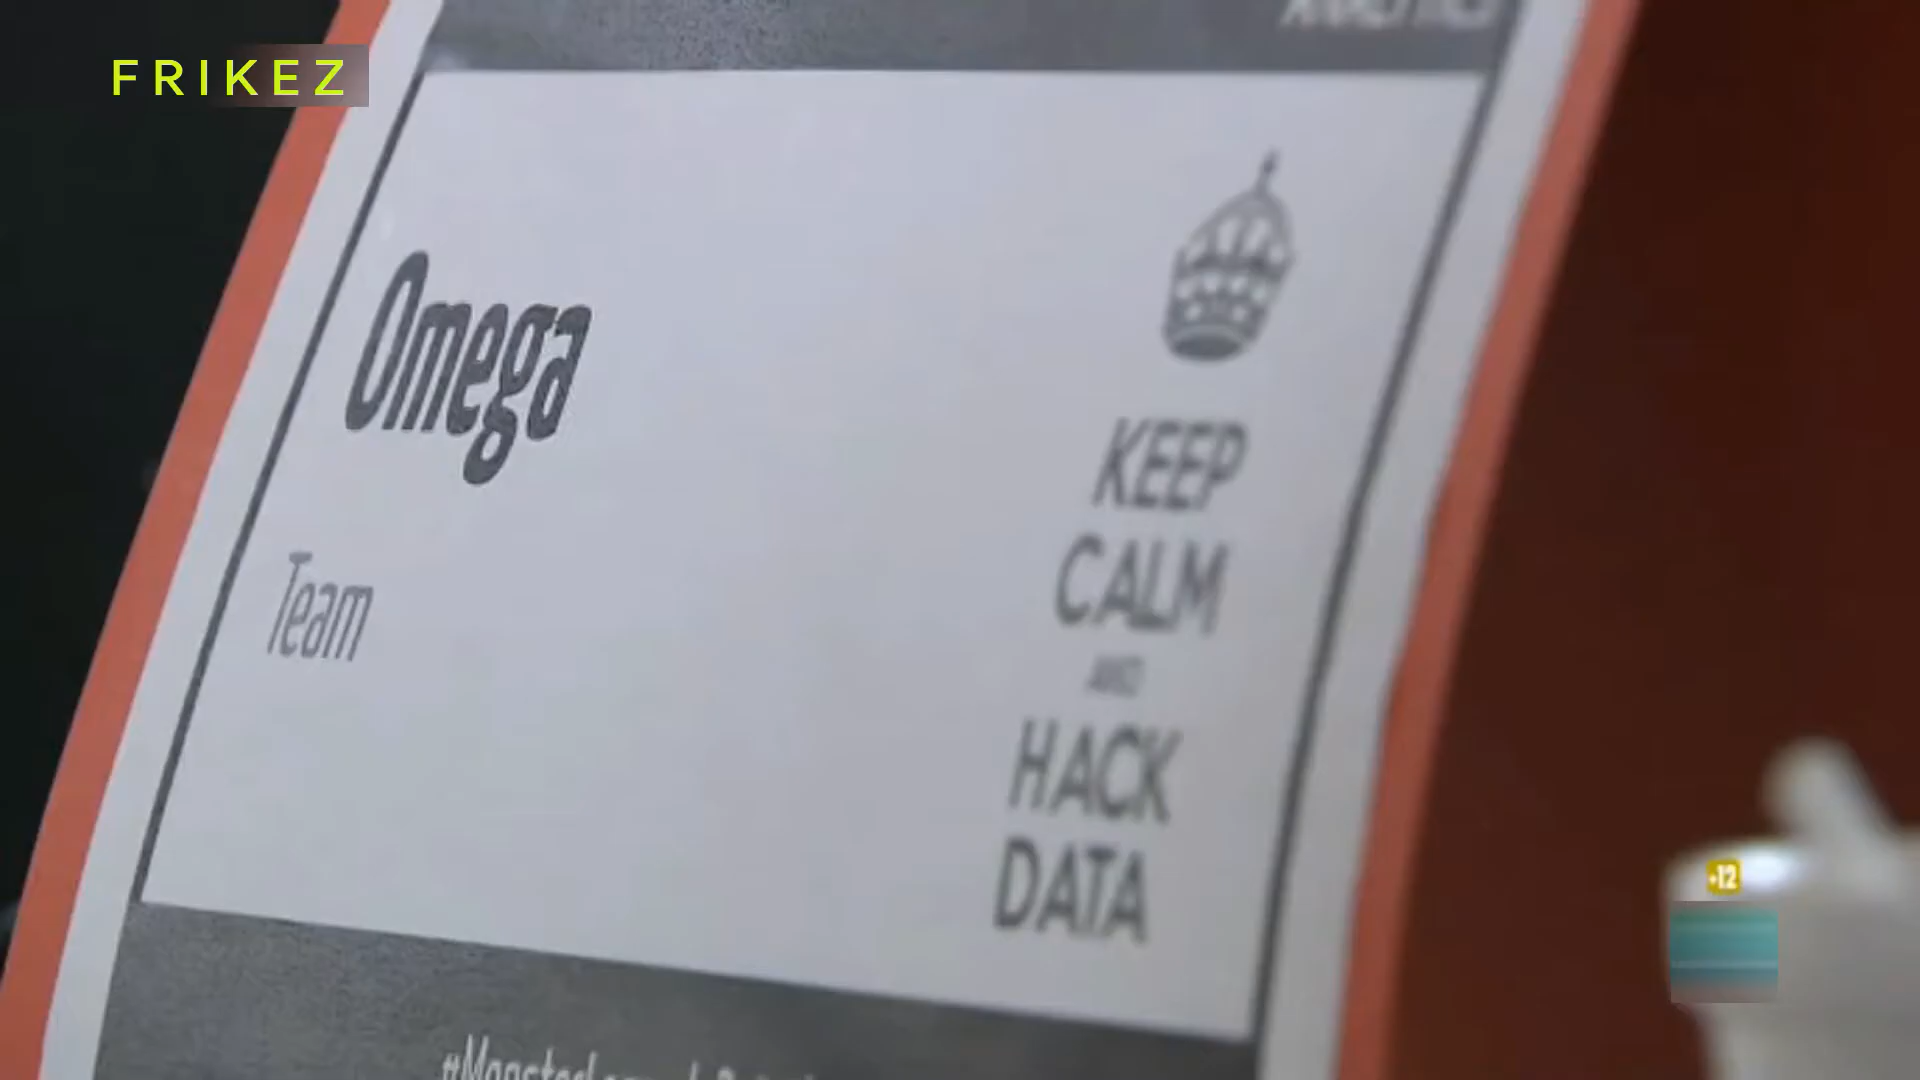 FRIKEZ
Omega
Team
KEEP
CALM
AND
HACK
DATA
+12